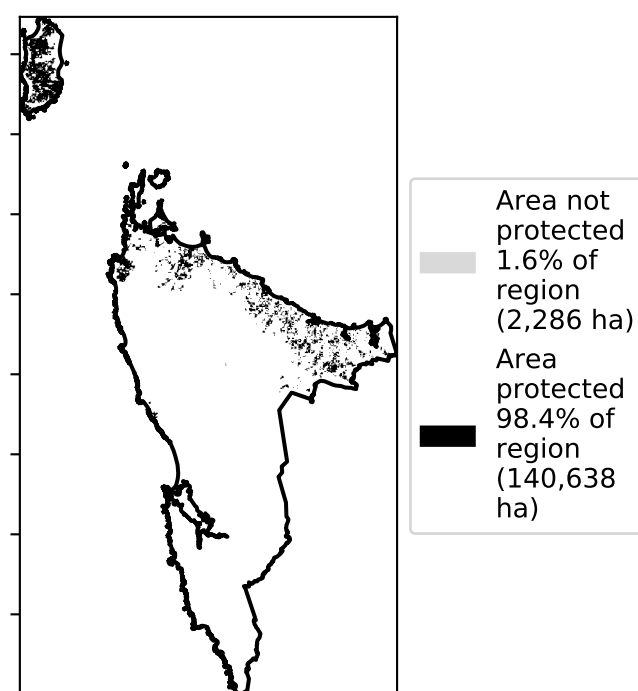 Area not
protected
1.6% of
region
(2,286 ha)
Area
protected
98.4% of
region
(140,638
ha)